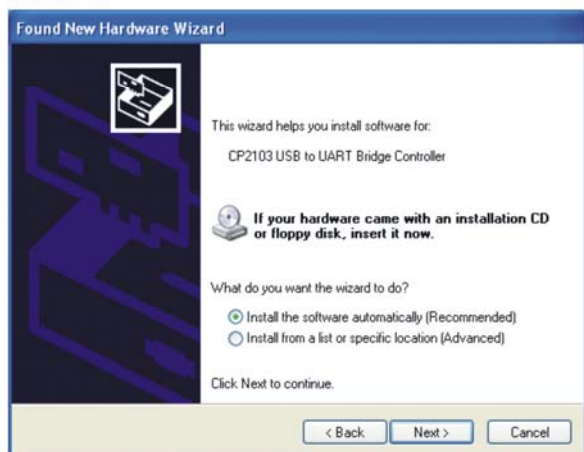 Found New Hardware Wizard
This wizard helps you install software for:
CP2103 USB to UART Bridge Controller
If your hardware came with an installation CD
or floppy disk, insert it now.
What do you want the wizard to do?
Install the software automatically (Recommended)
Install from a list or specific location (Advanced)
Click Next to continue.
< Back Next > Cancel